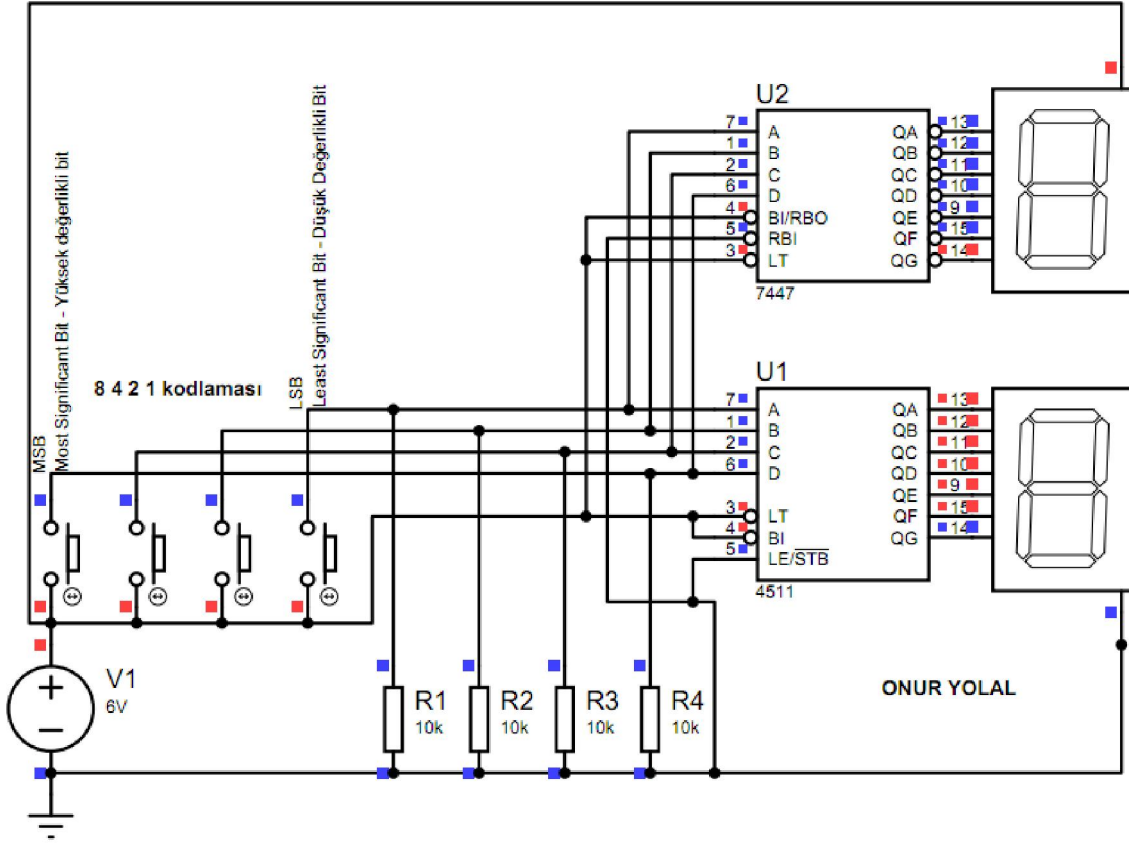 MSB
Most Significant Bit - Yüksek değerlikli bit
8 4 2 1 kodlaması
LSB
Least Significant Bit - Düşük Değerlikli Bit
U2
7 A QA 13
1 B QB 12
2 C QC 11
6 D QD 10
4 BI/RBO QE 9
5 RBI QF 15
3 LT QG 14
7447
U1
7 A QA 13
1 B QB 12
2 C QC 11
6 D QD 10
QE 9
3 LT QF 15
4 BI QG 14
5 LE/STB
4511
V1
6V
R1
10k
R2
10k
R3
10k
R4
10k
ONUR YOLAL